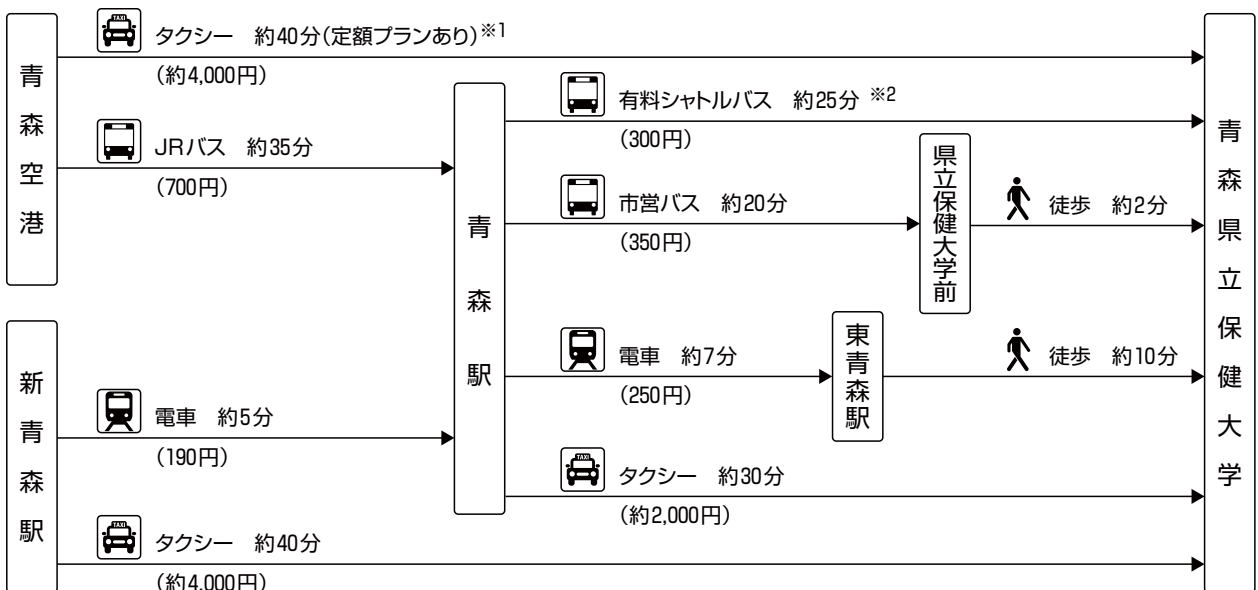 青森空港
タクシー　約40分(定額プランあり)※1
(約4,000円)
JRバス　約35分
(700円)
新青森駅
電車　約5分
(190円)
タクシー　約40分
(約4,000円)
青森駅
有料シャトルバス　約25分 ※2
(300円)
市営バス　約20分
(350円)
県立保健大学前
徒歩　約2分
電車　約7分
(250円)
東青森駅
徒歩　約10分
タクシー　約30分
(約2,000円)
青森県立保健大学
TAXI
TAXI
TAXI